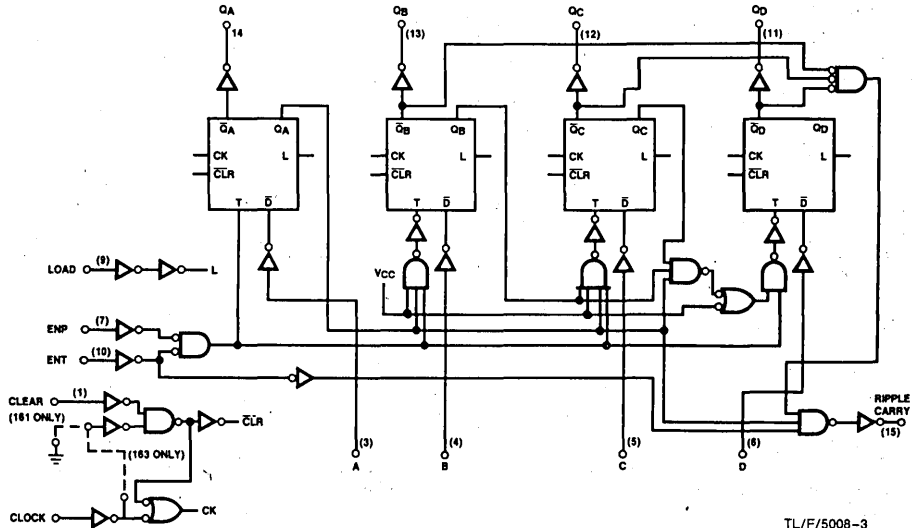 QA QB QC QD
14 (13) (12) (11)
Q̅A QA Q̅B QB Q̅C QC Q̅D QD
CK L CK L CK L CK L
C̅L̅R̅ C̅L̅R̅ C̅L̅R̅ C̅L̅R̅
T D̅ T D̅ T D̅ T D̅
LOAD (9) L
VCC
ENP (7)
ENT (10)
CLEAR (1)
(161 ONLY)
C̅L̅R̅
RIPPLE
CARRY
(15)
(163 ONLY)
(3) (4) (5) (6)
A B C D
CLOCK CK
TL/F/5008-3